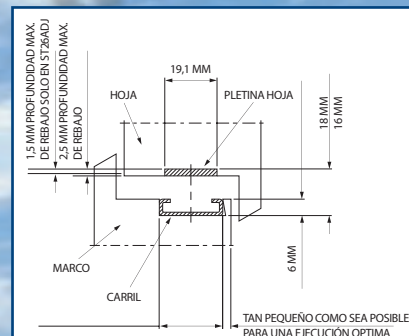 1,5 MM PROFUNDIDAD MAX.
DE REBAJO SOLO EN ST26ADJ
2,5 MM PROFUNDIDAD MAX.
DE REBAJO
19,1 MM
HOJA
PLETINA HOJA
18 MM
16 MM
6 MM
MARCO
CARRIL
TAN PEQUEÑO COMO SEA POSIBLE
PARA UNA EJECUCIÓN OPTIMA